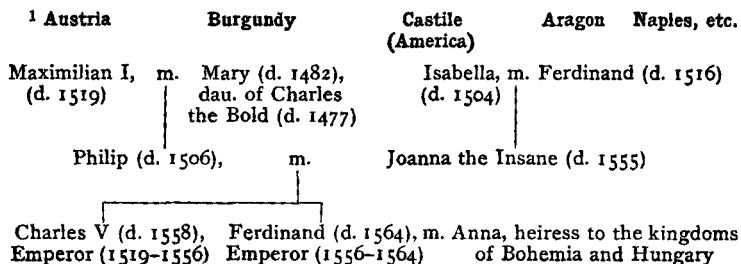 1 Austria Burgundy Castile Aragon Naples, etc.
(America)
Maximilian I, m. Mary (d. 1482), Isabella, m. Ferdinand (d. 1516)
(d. 1519) dau. of Charles (d. 1504)
the Bold (d. 1477)
Philip (d. 1506), m. Joanna the Insane (d. 1555)
Charles V (d. 1558), Ferdinand (d. 1564), m. Anna, heiress to the kingdoms
Emperor (1519–1556) Emperor (1556–1564) of Bohemia and Hungary